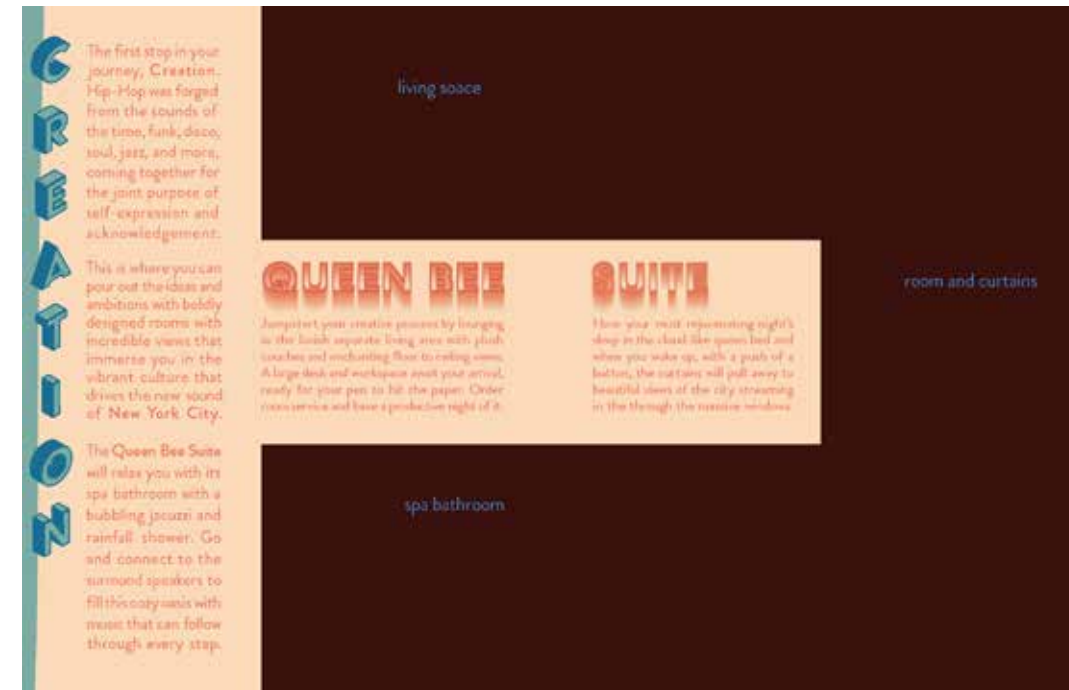 CREATION
The first stop in your
journey, Creation.
Hip-Hop was forged
from the sounds of
the time, funk, disco,
soul, jazz, and more,
coming together for
the joint purpose of
self-expression and
acknowledgement.
This is where you can
pour out the ideas and
ambitions with boldly
designed rooms with
incredible views that
immerse you in the
vibrant culture that
drives the new sound
of New York City.
The Queen Bee Suite
will relax you with its
spa bathroom with a
bubbling jacuzzi and
rainfall shower. Go
and connect to the
surround speakers to
fill this cozy oasis with
music that can follow
through every step.
living soace
QUEEN BEE SUITE
Jumpstart your creative process by lounging
in the lavish separate living area with plush
couches and enchanting floor to ceiling views.
A large desk and workspace await your arrival,
ready for your pen to hit the paper. Order
room service and have a productive night of it.
Have your most rejuvenating night's
sleep in the cloud like queen bed and
when you wake up, with a push of a
button, the curtains will pull away to
beautiful views of the city streaming
in the through the massive windows.
room and curtains
spa bathroom